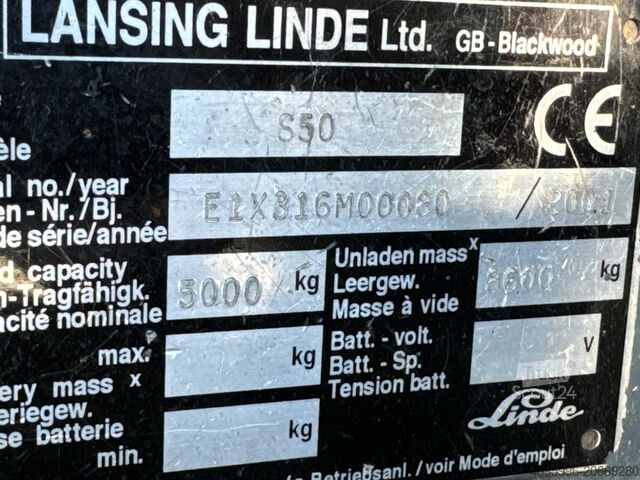 LANSING LINDE Ltd. GB - Blackwood
CE
S50
èle
al no./year
en - Nr./Bj. E1X316M00080 / 2001
de série/année
d capacity
n-Tragfähigk. 5000 kg
acité nominale
Unladen mass x
Leergew. kg
Masse à vide
max. kg
Batt. - volt.
Batt. - Sp. V
Tension batt.
ery mass x
eriegew.
se batterie kg
min.
Linde
Betriebsanl. / voir Mode d'emploi
20669280